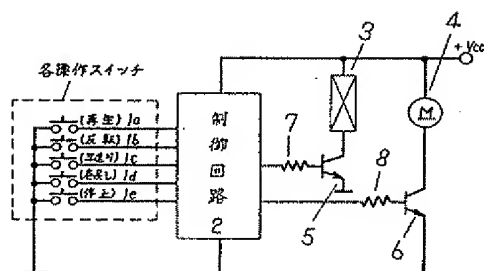 各操作スイッチ
(再生) 1a
(反転) 1b
(早送り) 1c
(巻戻し) 1d
(停止) 1e
制御回路
2
3
4
+Vcc
M
7
5
8
6